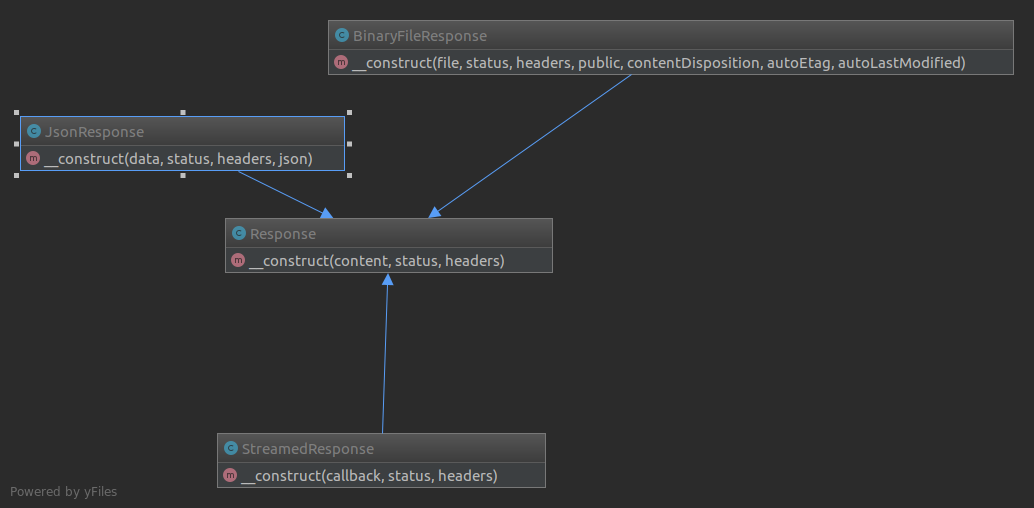 C BinaryFileResponse
m __construct(file, status, headers, public, contentDisposition, autoEtag, autoLastModified)
C JsonResponse
m __construct(data, status, headers, json)
C Response
m __construct(content, status, headers)
C StreamedResponse
m __construct(callback, status, headers)
Powered by yFiles